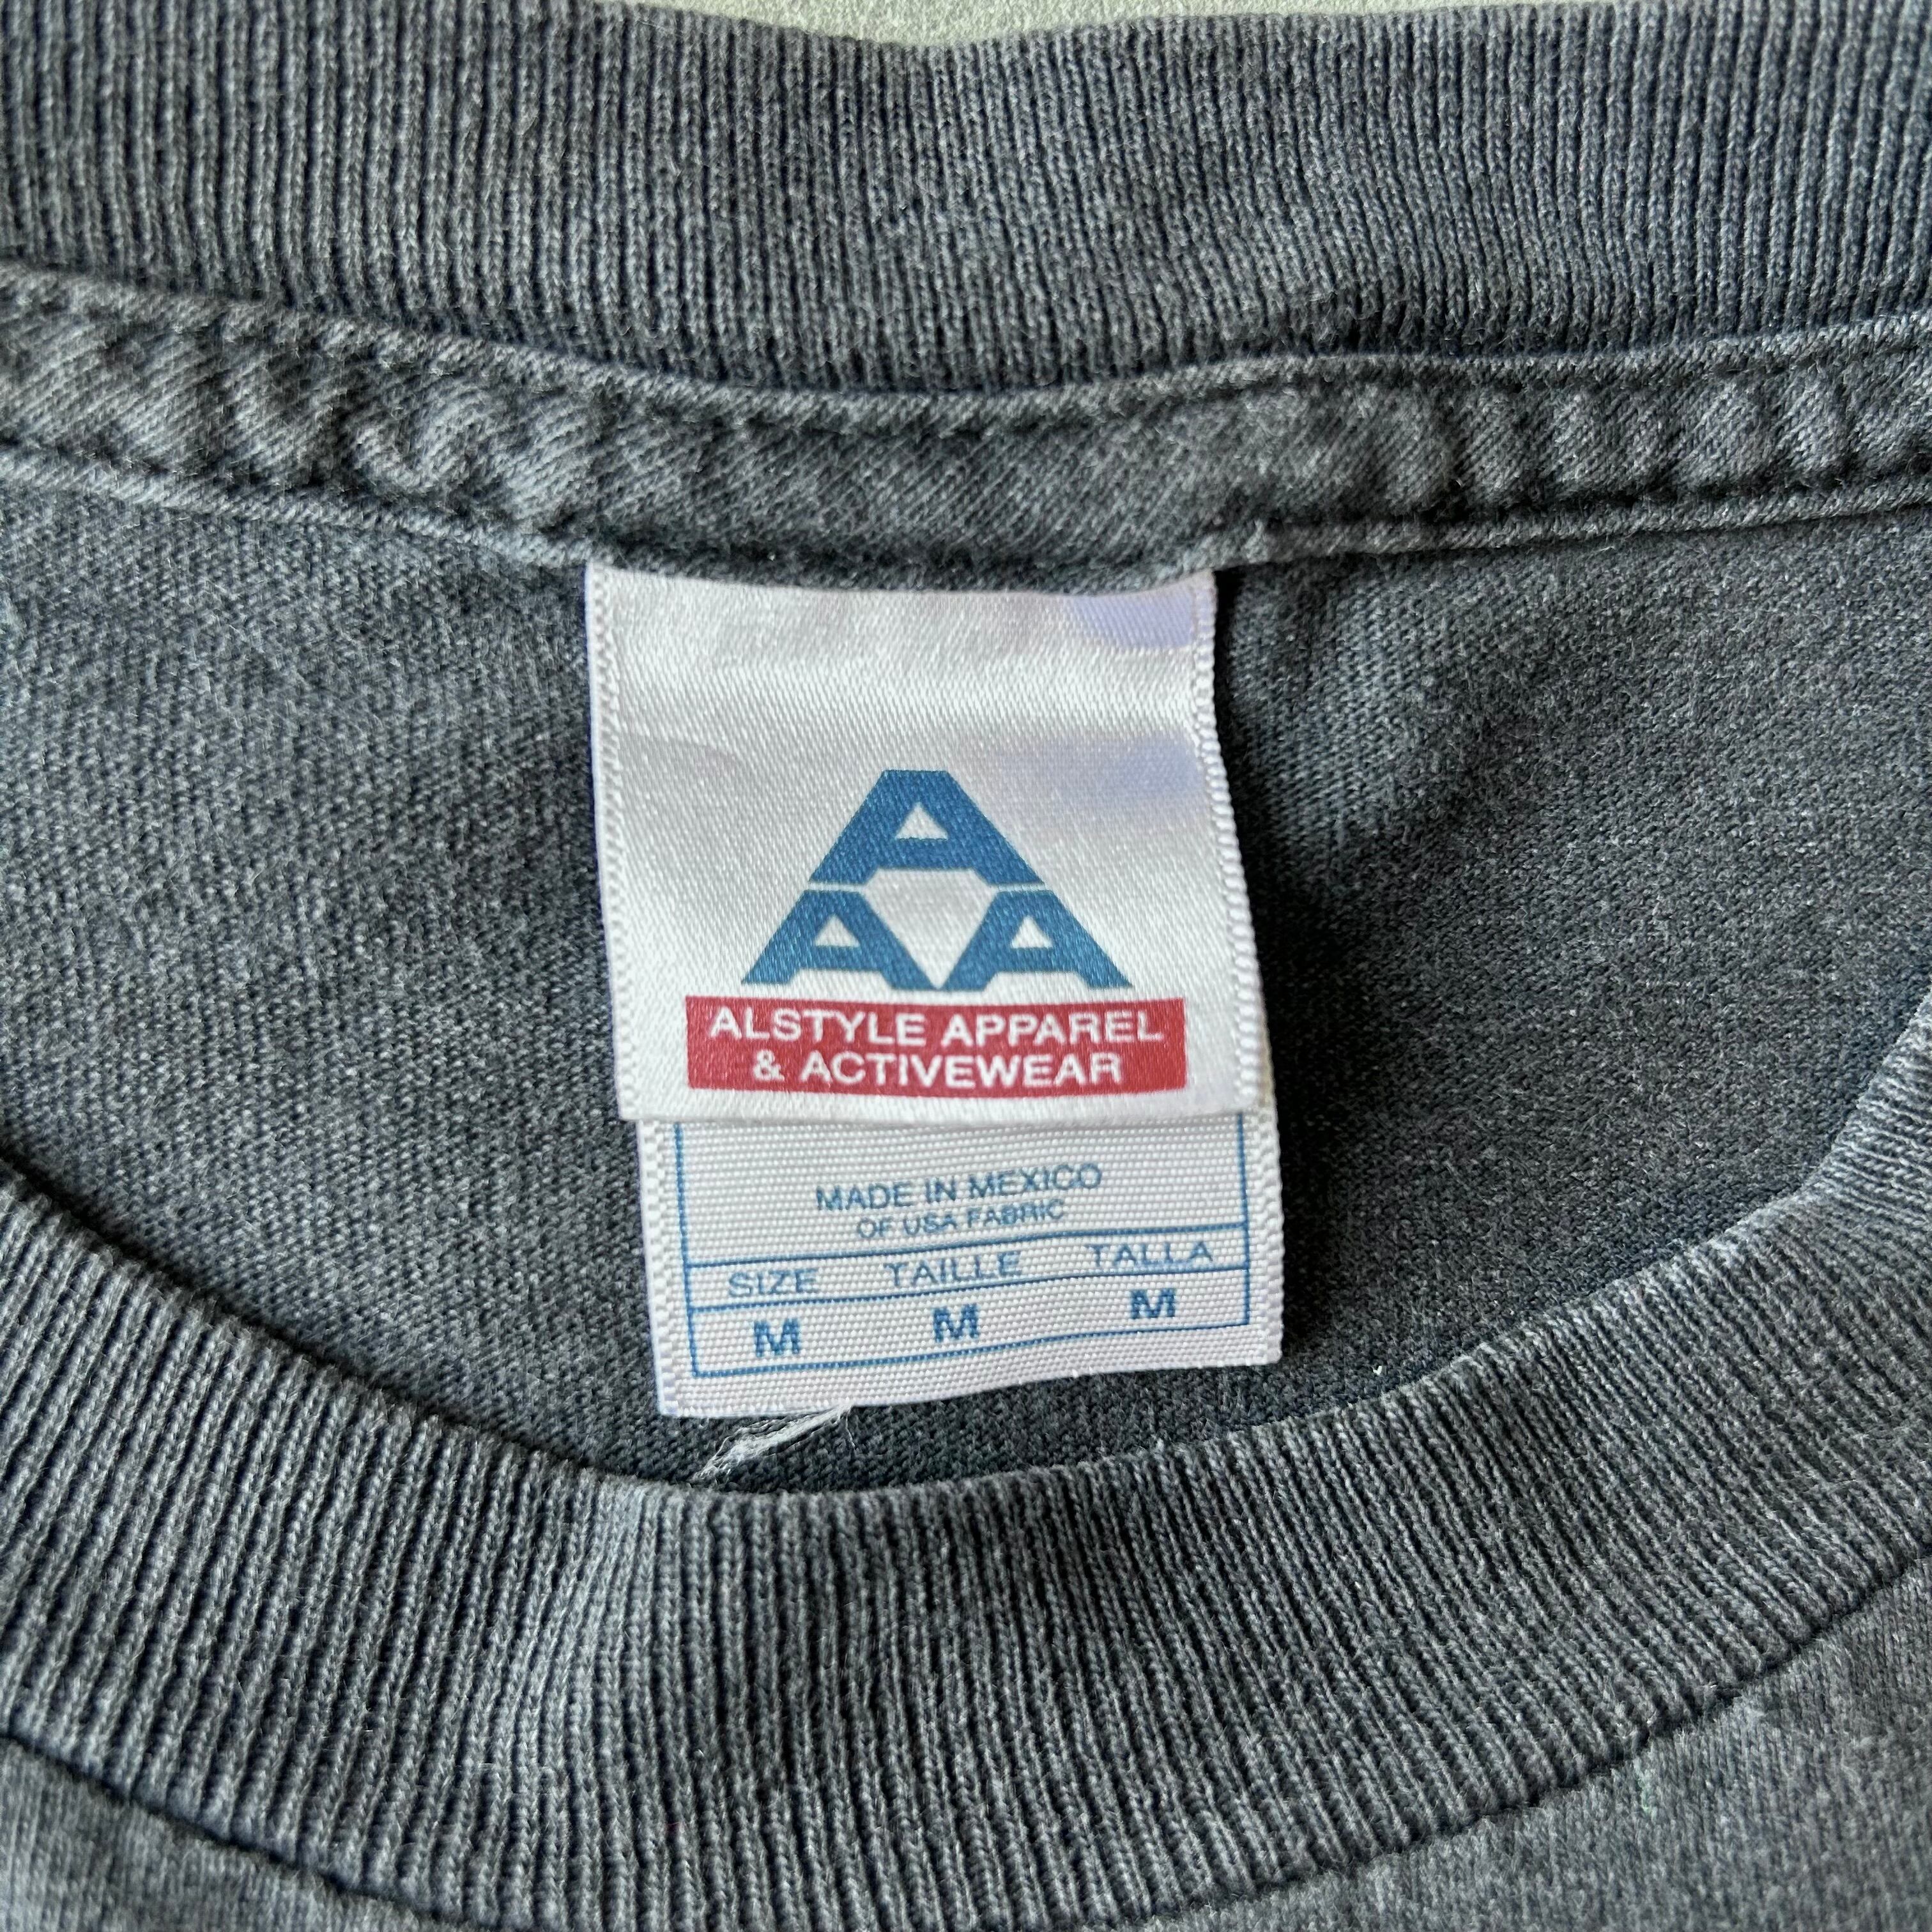 A
A A
ALSTYLE APPAREL
& ACTIVEWEAR
MADE IN MEXICO
OF USA FABRIC
SIZE TAILLE TALLA
M M M